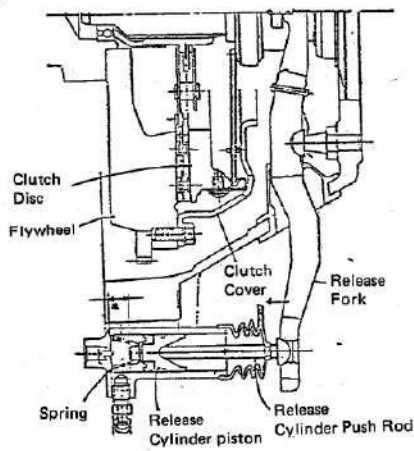 Clutch
Disc
Flywheel
Clutch
Cover
Release
Fork
Spring
Release
Cylinder piston
Release
Cylinder Push Rod